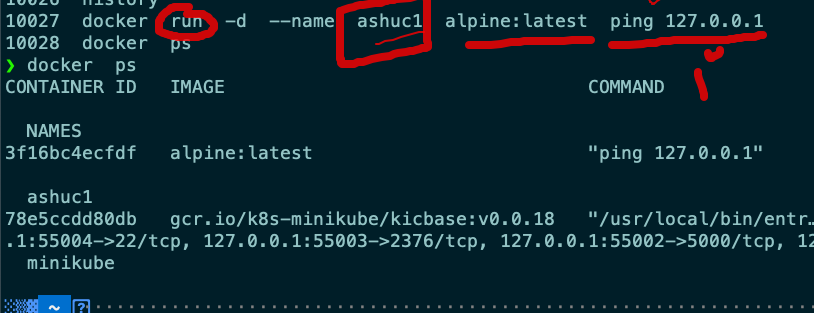 10026 history
10027 docker run -d --name ashuc1 alpine:latest ping 127.0.0.1
10028 docker ps
❯ docker ps
CONTAINER ID IMAGE COMMAND
NAMES
3f16bc4ecfdf alpine:latest "ping 127.0.0.1"
ashuc1
78e5ccdd80db gcr.io/k8s-minikube/kicbase:v0.0.18 "/usr/local/bin/entr…
.1:55004->22/tcp, 127.0.0.1:55003->2376/tcp, 127.0.0.1:55002->5000/tcp, 12
minikube
~